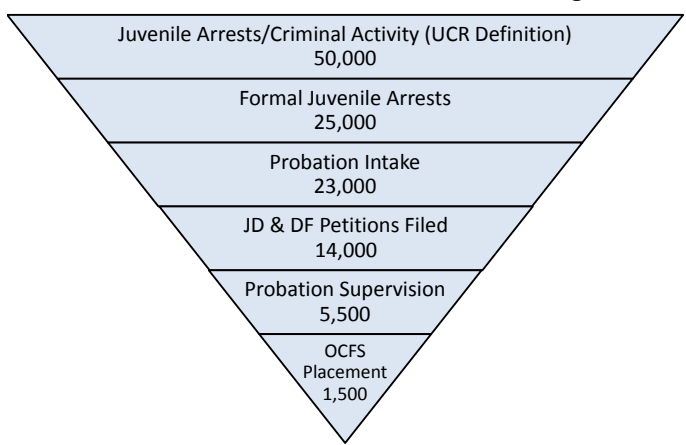 Juvenile Arrests/Criminal Activity (UCR Definition)
50,000
Formal Juvenile Arrests
25,000
Probation Intake
23,000
JD & DF Petitions Filed
14,000
Probation Supervision
5,500
OCFS
Placement
1,500